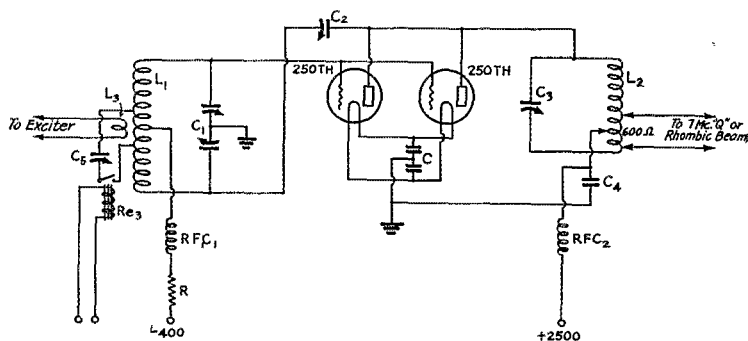 C₂
L₁
250TH
250TH
L₂
L₃
C₃
To Exciter
C₁
To 7 Mc. "Q" or
Rhombic Beam
600Ω
C₅
C
C₄
Re₃
RFC₁
RFC₂
R
-400
+2500